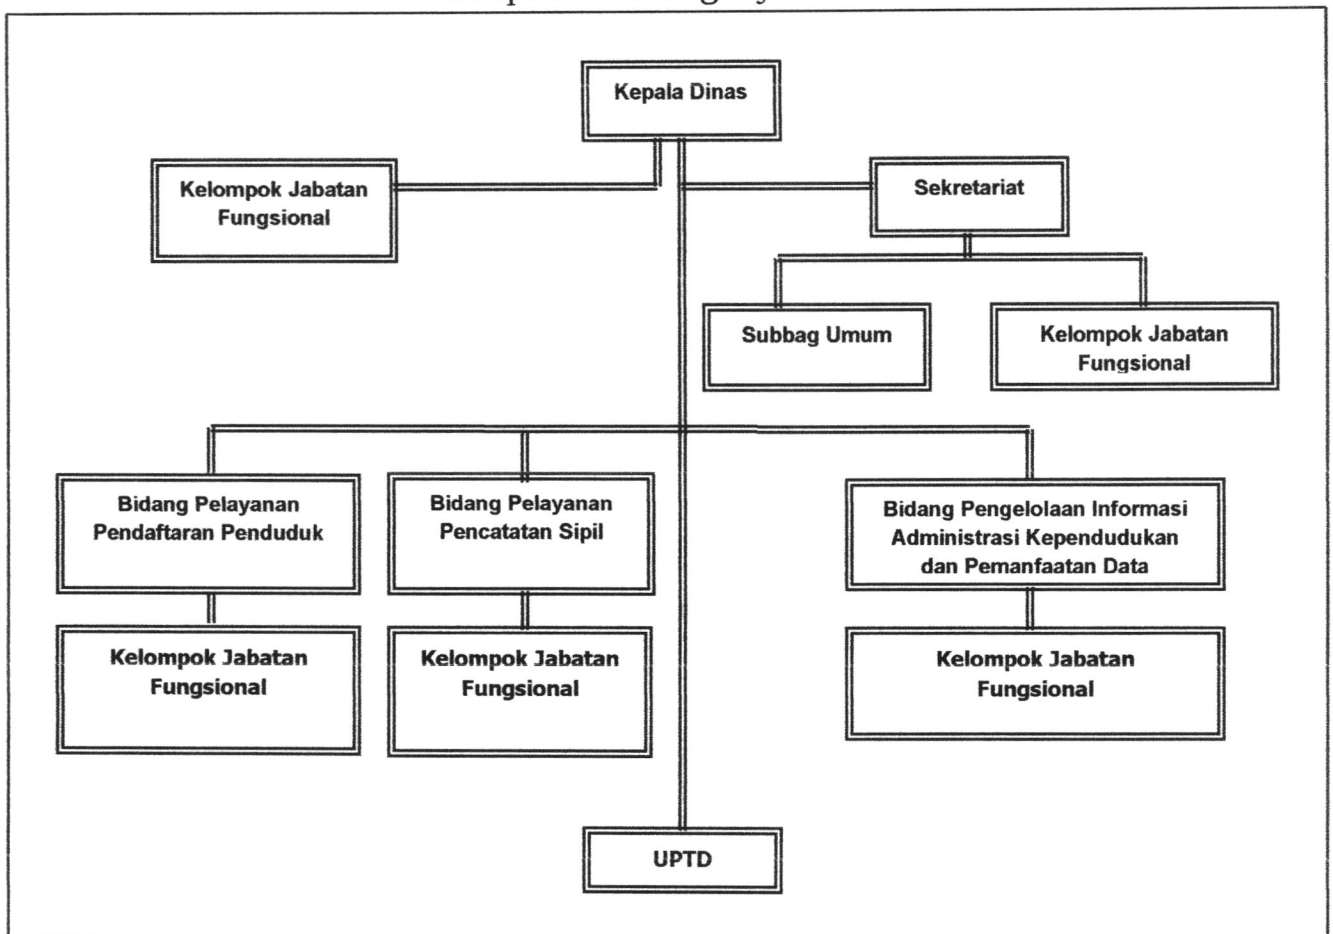 Kepala Dinas
Kelompok Jabatan
Fungsional
Sekretariat
Subbag Umum
Kelompok Jabatan
Fungsional
Bidang Pelayanan
Pendaftaran Penduduk
Bidang Pelayanan
Pencatatan Sipil
Bidang Pengelolaan Informasi
Administrasi Kependudukan
dan Pemanfaatan Data
Kelompok Jabatan
Fungsional
Kelompok Jabatan
Fungsional
Kelompok Jabatan
Fungsional
UPTD